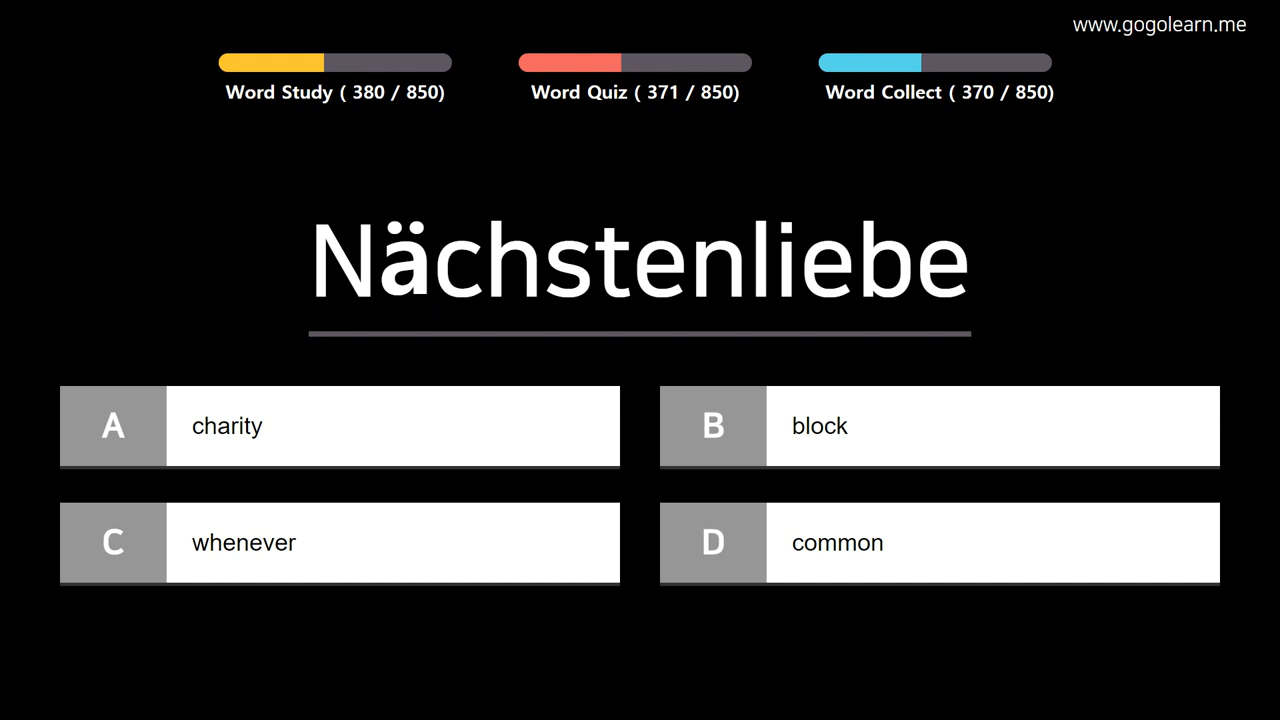 www.gogolearn.me
Word Study ( 380 / 850)
Word Quiz ( 371 / 850)
Word Collect ( 370 / 850)
Nächstenliebe
A charity
B block
C whenever
D common